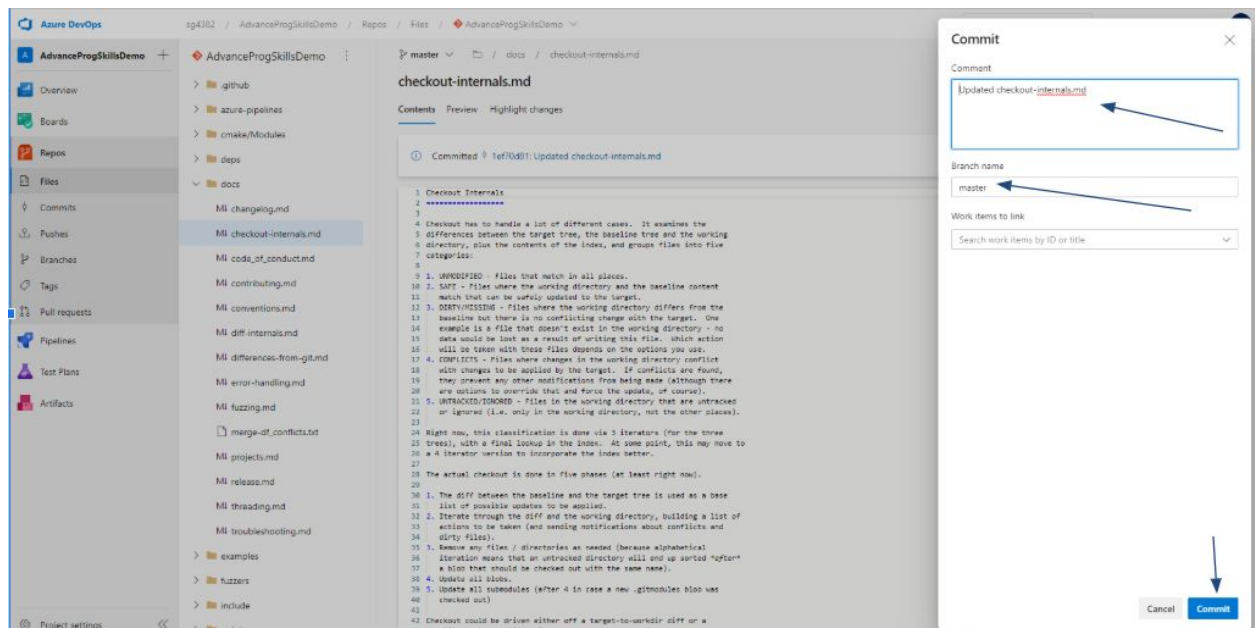 Azure DevOps
sg4382 / AdvanceProgSkillsDemo / Repos / Files / AdvanceProgSkillsDemo
A AdvanceProgSkillsDemo +
Overview
Boards
Repos
Files
Commits
Pushes
Branches
Tags
Pull requests
Pipelines
Test Plans
Artifacts
Project settings
AdvanceProgSkillsDemo
.github
azure-pipelines
cmake/Modules
deps
docs
changelog.md
checkout-internals.md
code_of_conduct.md
contributing.md
conventions.md
diff-internals.md
differences-from-git.md
error-handling.md
fuzzing.md
merge-df_conflicts.txt
projects.md
release.md
threading.md
troubleshooting.md
examples
fuzzers
include
master / docs / checkout-internals.md
checkout-internals.md
Contents Preview Highlight changes
Committed 1ef70d81: Updated checkout-internals.md
1 Checkout Internals
2 ==================
3
4 Checkout has to handle a lot of different cases. It examines the
5 differences between the target tree, the baseline tree and the working
6 directory, plus the contents of the index, and groups files into five
7 categories:
8
9 1. UNMODIFIED - Files that match in all places.
10 2. SAFE - Files where the working directory and the baseline content
11 match that can be safely updated to the target.
12 3. DIRTY/MISSING - Files where the working directory differs from the
13 baseline but there is no conflicting change with the target. One
14 example is a file that doesn't exist in the working directory - no
15 data would be lost as a result of writing this file. Which action
16 will be taken with these files depends on the options you use.
17 4. CONFLICTS - Files where changes in the working directory conflict
18 with changes to be applied by the target. If conflicts are found,
19 they prevent any other modifications from being made (although there
20 are options to override that and force the update, of course).
21 5. UNTRACKED/IGNORED - Files in the working directory that are untracked
22 or ignored (i.e. only in the working directory, not the other places).
23
24 Right now, this classification is done via 3 iterators (for the three
25 trees), with a final lookup in the index. At some point, this may move to
26 a 4 iterator version to incorporate the index better.
27
28 The actual checkout is done in five phases (at least right now).
29
30 1. The diff between the baseline and the target tree is used as a base
31 list of possible updates to be applied.
32 2. Iterate through the diff and the working directory, building a list of
33 actions to be taken (and sending notifications about conflicts and
34 dirty files).
35 3. Remove any files / directories as needed (because alphabetical
36 iteration means that an untracked directory will end up sorted *after*
37 a blob that should be checked out with the same name).
38 4. Update all blobs.
39 5. Update all submodules (after 4 in case a new .gitmodules blob was
40 checked out)
41
42 Checkout could be driven either off a target-to-workdir diff or a
Commit
Comment
Updated checkout-internals.md
Branch name
master
Work items to link
Search work items by ID or title
Cancel Commit